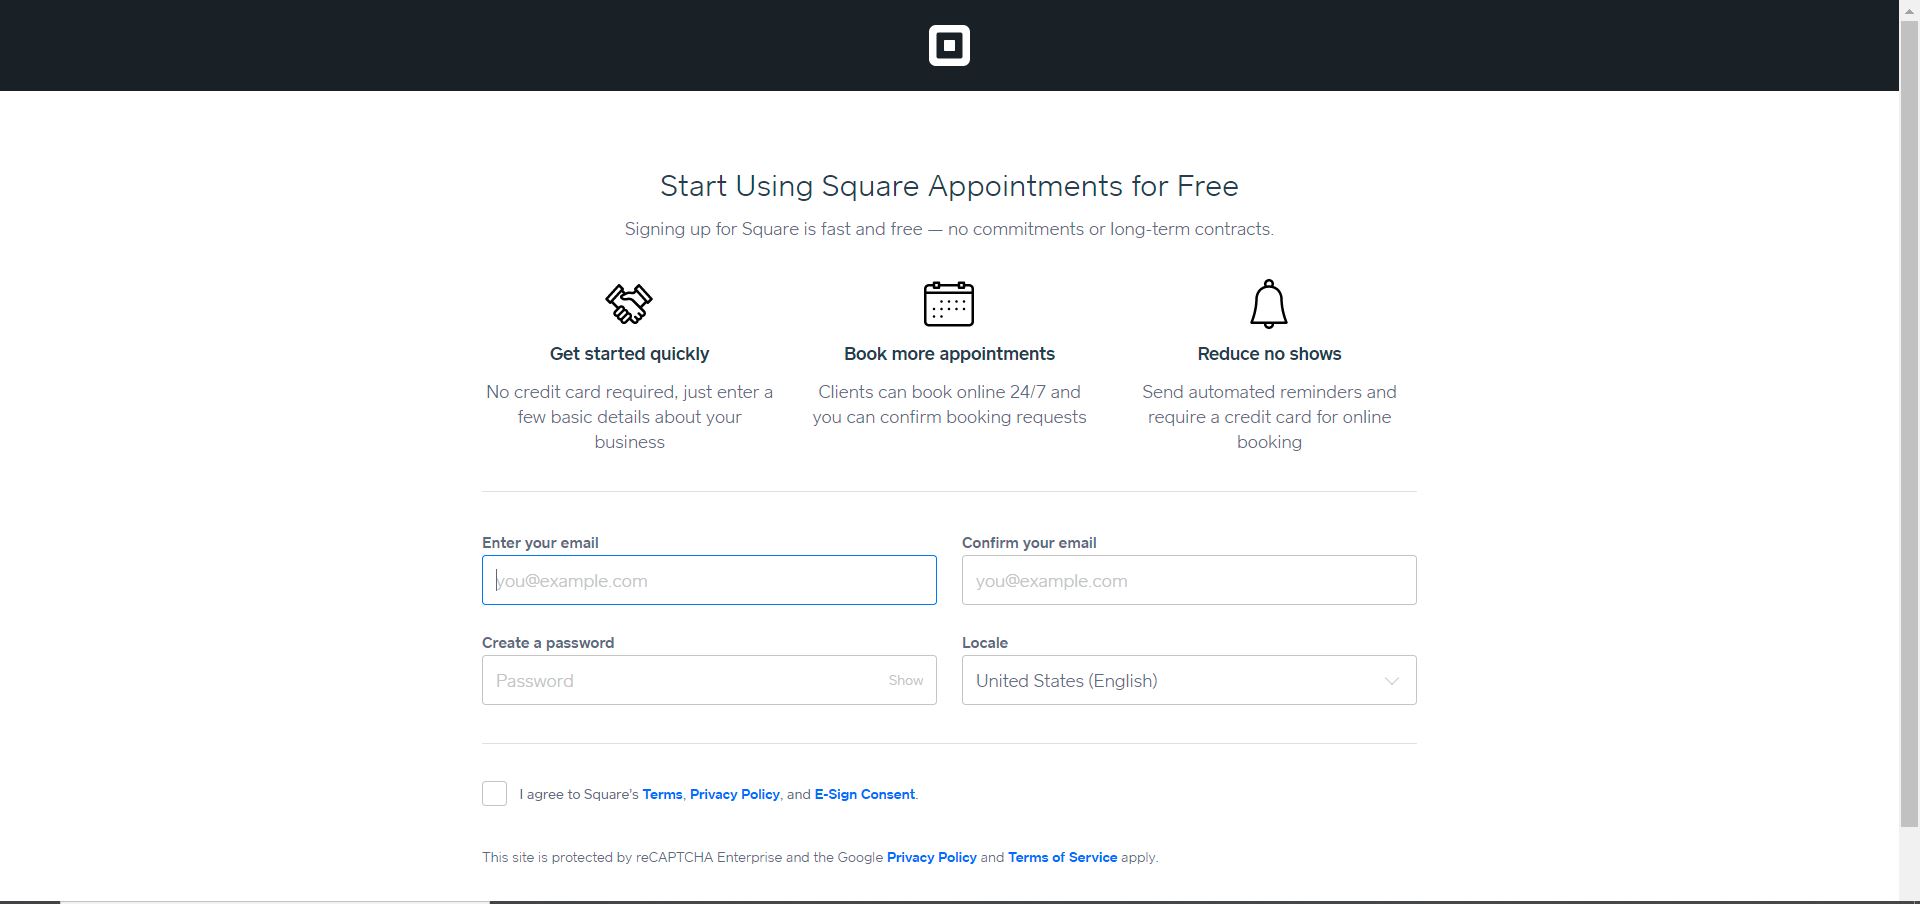 Start Using Square Appointments for Free
Signing up for Square is fast and free — no commitments or long-term contracts.
Get started quickly
No credit card required, just enter a
few basic details about your
business
Book more appointments
Clients can book online 24/7 and
you can confirm booking requests
Reduce no shows
Send automated reminders and
require a credit card for online
booking
Enter your email
you@example.com
Confirm your email
you@example.com
Create a password
Password
Show
Locale
United States (English)
I agree to Square's Terms, Privacy Policy, and E-Sign Consent.
This site is protected by reCAPTCHA Enterprise and the Google Privacy Policy and Terms of Service apply.